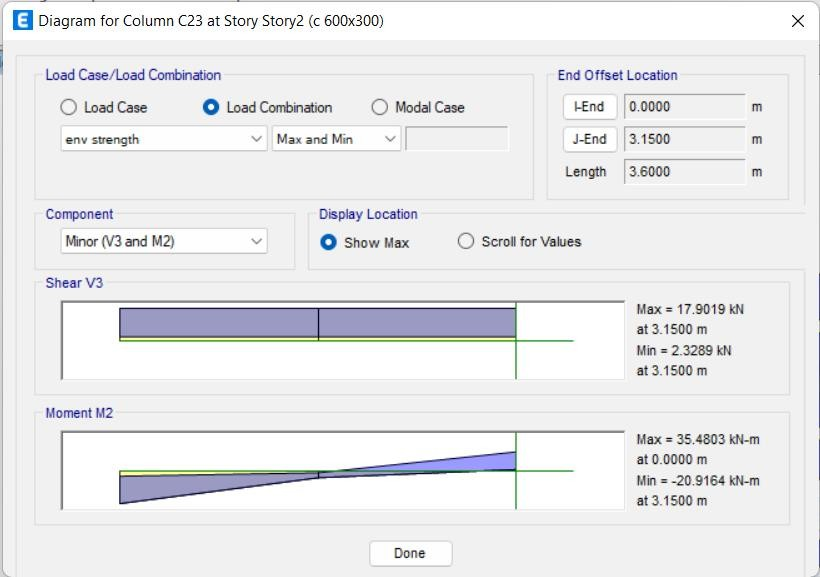 E Diagram for Column C23 at Story Story2 (c 600x300)
Load Case/Load Combination
Load Case Load Combination Modal Case
env strength Max and Min
End Offset Location
I-End 0.0000 m
J-End 3.1500 m
Length 3.6000 m
Component
Minor (V3 and M2)
Display Location
Show Max Scroll for Values
Shear V3
Max = 17.9019 kN
at 3.1500 m
Min = 2.3289 kN
at 3.1500 m
Moment M2
Max = 35.4803 kN-m
at 0.0000 m
Min = -20.9164 kN-m
at 3.1500 m
Done